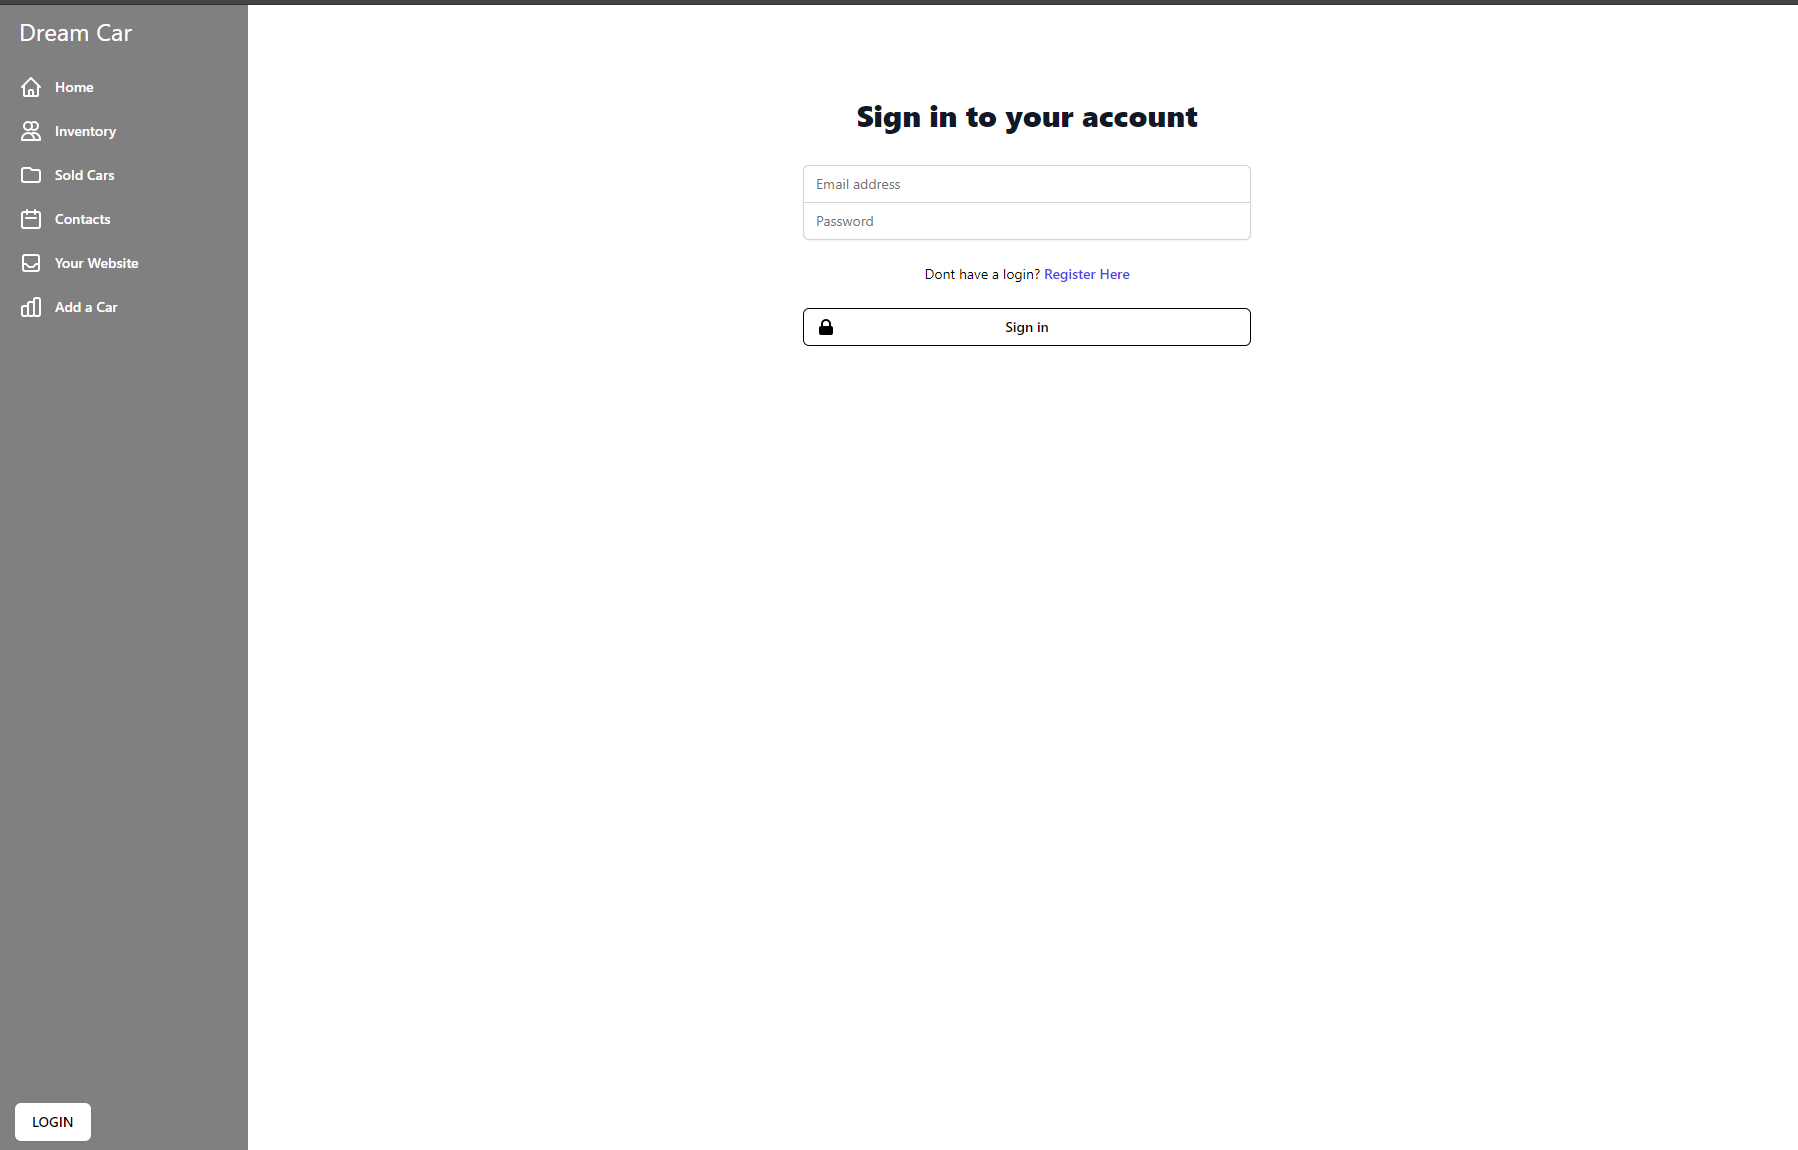 Dream Car
Home
Inventory
Sold Cars
Contacts
Your Website
Add a Car
LOGIN
Sign in to your account
Email address
Password
Dont have a login? Register Here
Sign in